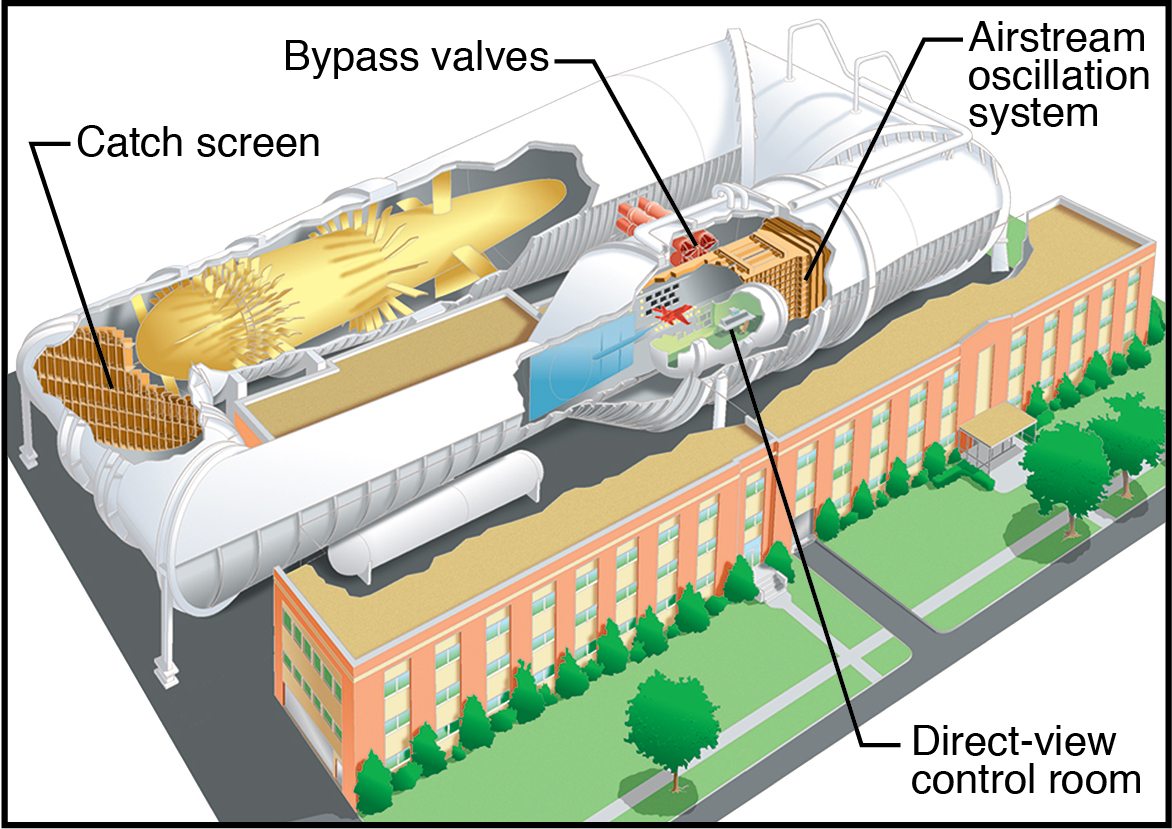 Bypass valves
Airstream
oscillation
system
Catch screen
Direct-view
control room